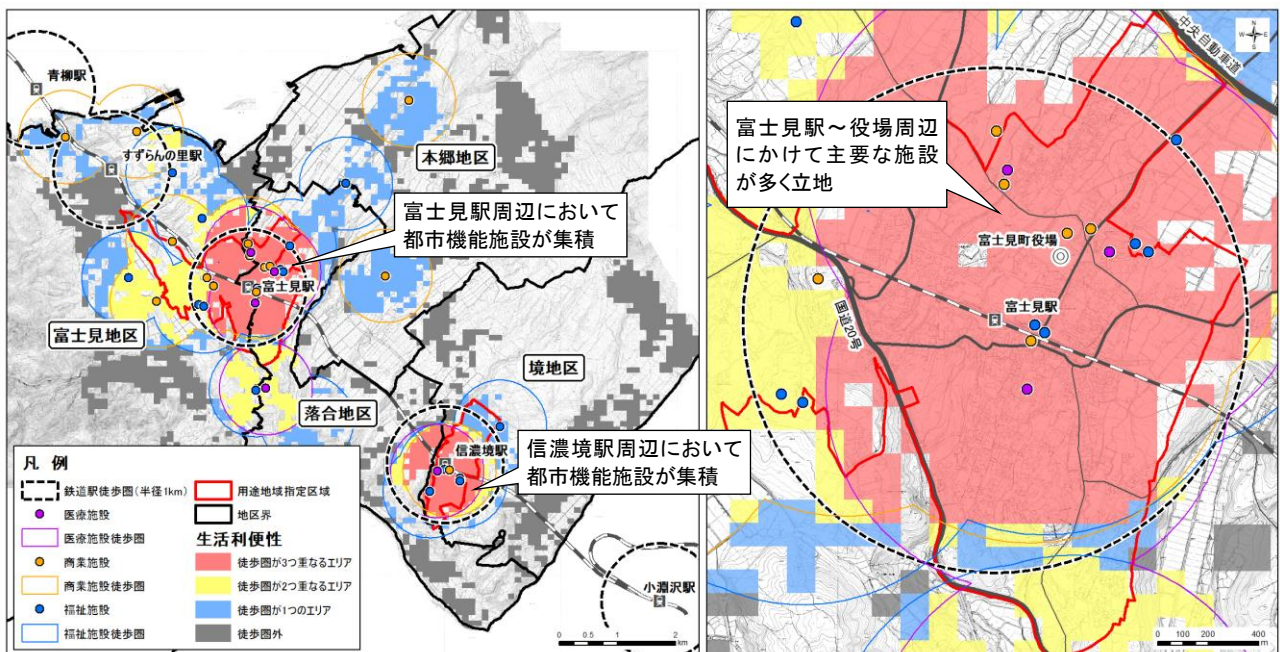 青柳駅
すずらんの里駅
本郷地区
富士見駅周辺において
都市機能施設が集積
富士見駅
富士見地区
境地区
落合地区
信濃境駅
信濃境駅周辺において
都市機能施設が集積
小淵沢駅
凡 例
鉄道駅徒歩圏(半径1km)
用途地域指定区域
医療施設
地区界
医療施設徒歩圏
生活利便性
商業施設
徒歩圏が3つ重なるエリア
商業施設徒歩圏
徒歩圏が2つ重なるエリア
福祉施設
徒歩圏が1つのエリア
福祉施設徒歩圏
徒歩圏外
0 0.5 1 2
km
中央自動車道
N
W E
S
富士見駅~役場周辺
にかけて主要な施設
が多く立地
富士見町役場
富士見駅
国道20号
0 100 200 400
m